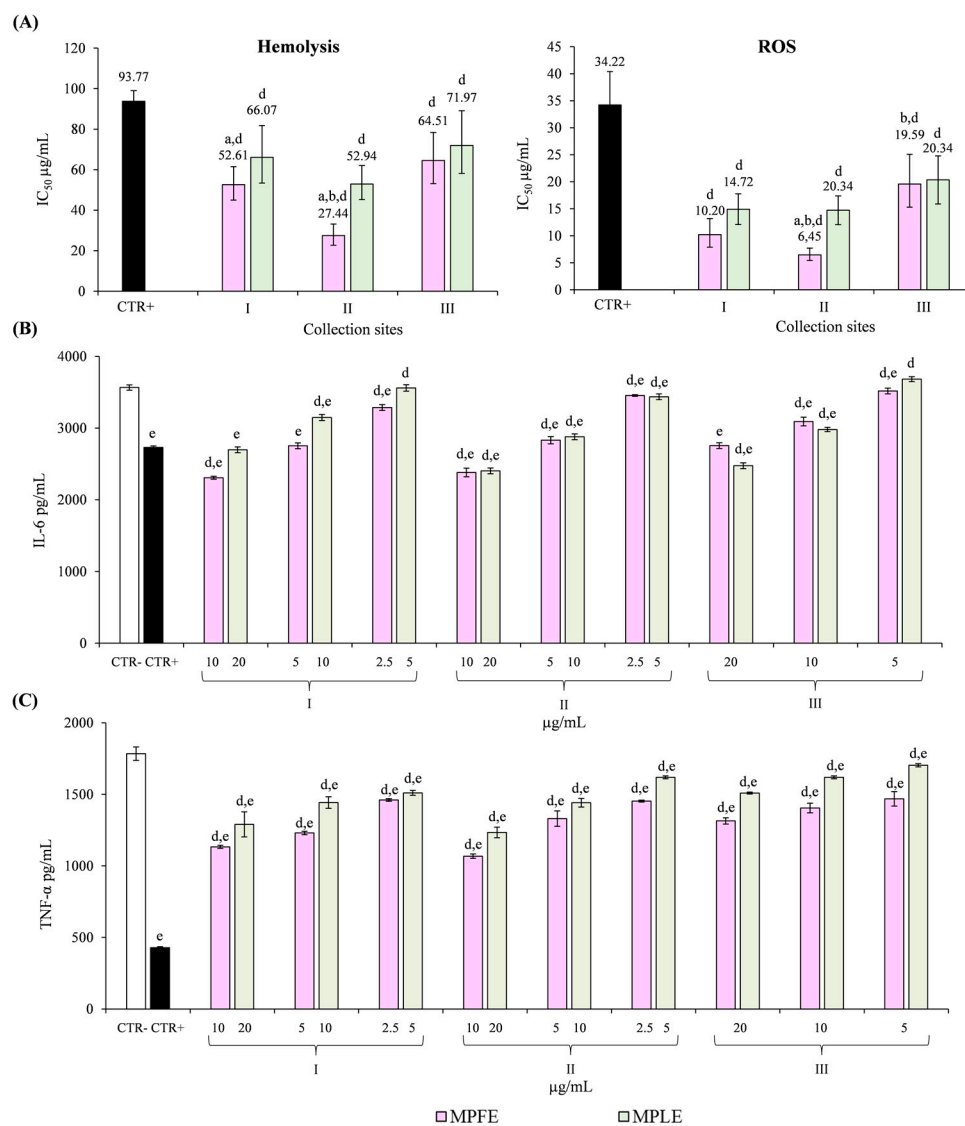 (A)
Hemolysis
IC50 µg/mL
120
100
80
60
40
20
0
93.77
a,d
52.61
d
66.07
a,b,d
27.44
d
52.94
d
64.51
d
71.97
CTR+ I II III
Collection sites
ROS
IC50 µg/mL
45
40
35
30
25
20
15
10
5
0
34.22
d
10.20
d
14.72
a,b,d
6,45
d
20.34
b,d
19.59
d
20.34
CTR+ I II III
Collection sites
(B)
IL-6 pg/mL
4000
3000
2000
1000
0
e
d,e e e d,e d,e d
d,e d,e d,e d,e d,e d,e
e d,e d,e d,e d,e d
CTR- CTR+ 10 20 5 10 2.5 5 10 20 5 10 2.5 5 20 10 5
I II III
µg/mL
(C)
TNF-α pg/mL
2000
1500
1000
500
0
e
d,e d,e d,e d,e d,e d,e
d,e d,e d,e d,e d,e d,e
d,e d,e d,e d,e d,e d,e
CTR- CTR+ 10 20 5 10 2.5 5 10 20 5 10 2.5 5 20 10 5
I II III
µg/mL
MPFE MPLE